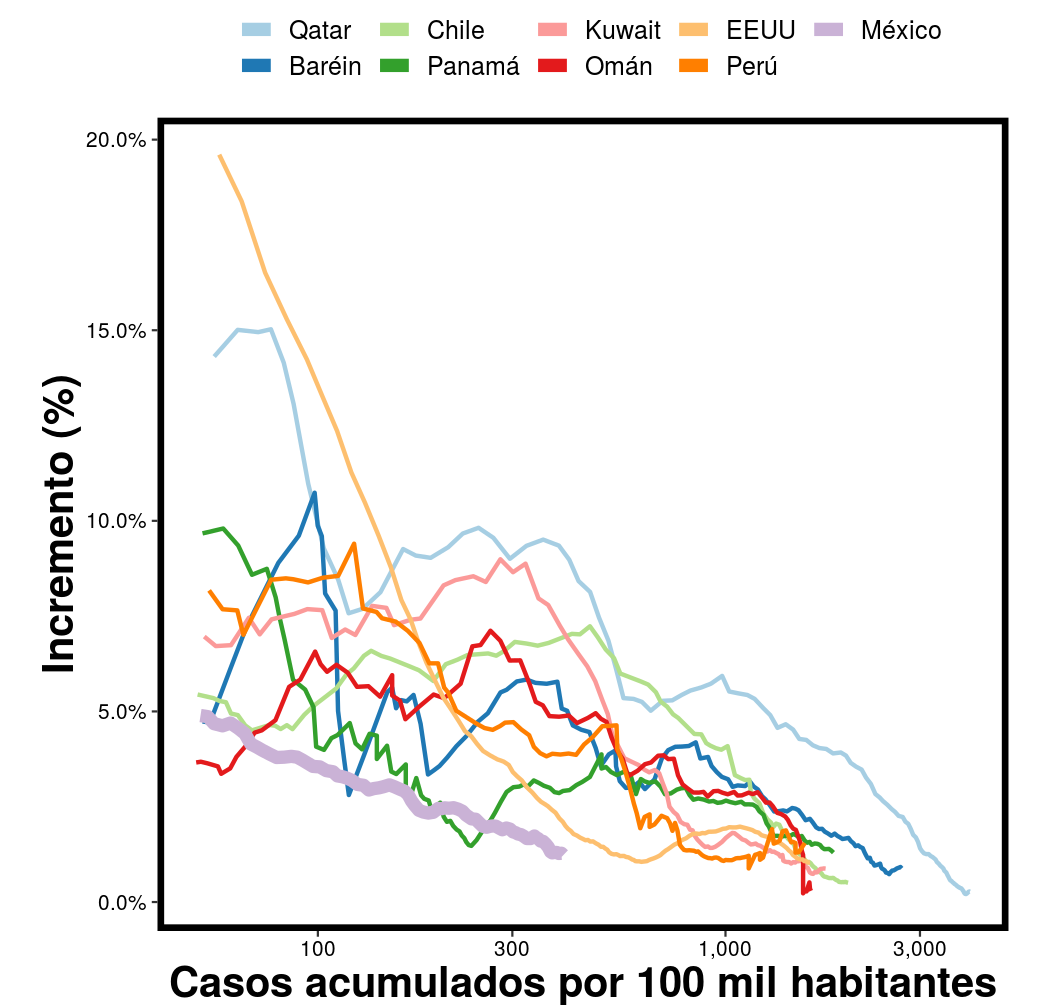 Qatar Chile Kuwait EEUU México
Baréin Panamá Omán Perú
20.0%
15.0%
10.0%
5.0%
0.0%
Incremento (%)
100 300 1,000 3,000
Casos acumulados por 100 mil habitantes